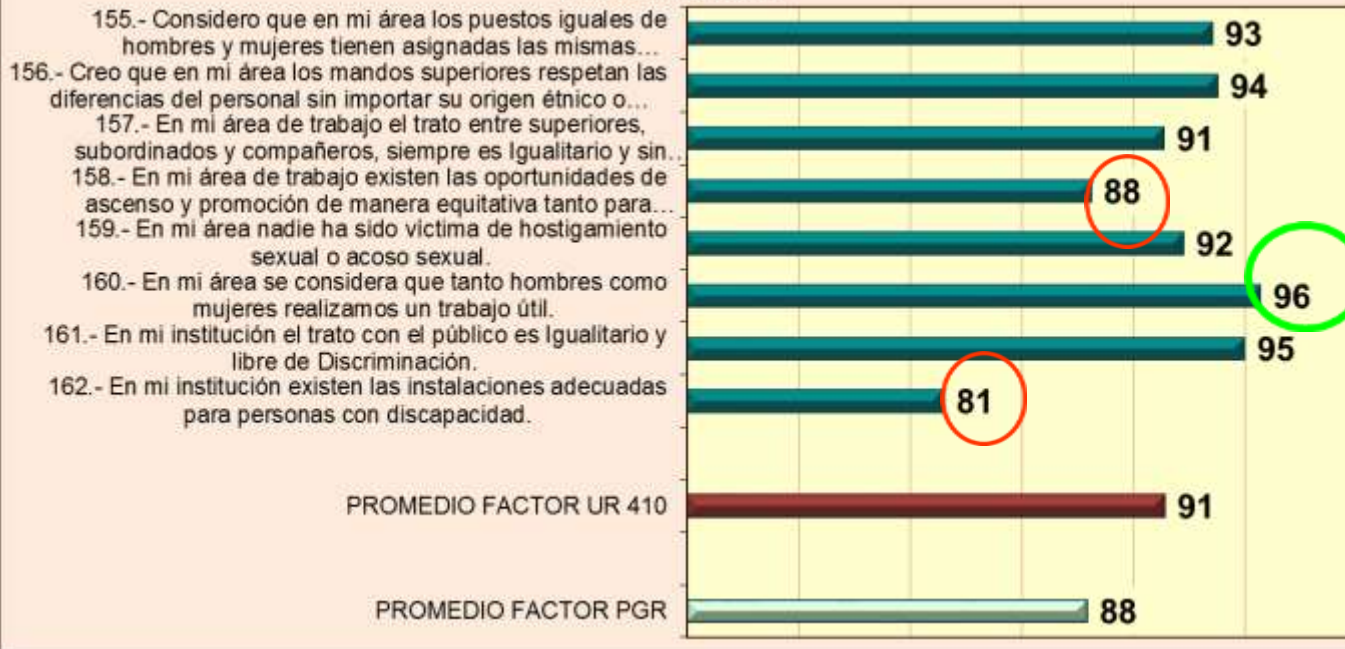 155.- Considero que en mi área los puestos iguales de
hombres y mujeres tienen asignadas las mismas...
93
156.- Creo que en mi área los mandos superiores respetan las
diferencias del personal sin importar su origen étnico o...
94
157.- En mi área de trabajo el trato entre superiores,
subordinados y compañeros, siempre es Igualitario y sin..
91
158.- En mi área de trabajo existen las oportunidades de
ascenso y promoción de manera equitativa tanto para...
88
159.- En mi área nadie ha sido victima de hostigamiento
sexual o acoso sexual.
92
160.- En mi área se considera que tanto hombres como
mujeres realizamos un trabajo útil.
96
161.- En mi institución el trato con el público es Igualitario y
libre de Discriminación.
95
162.- En mi institución existen las instalaciones adecuadas
para personas con discapacidad.
81
PROMEDIO FACTOR UR 410
91
PROMEDIO FACTOR PGR
88